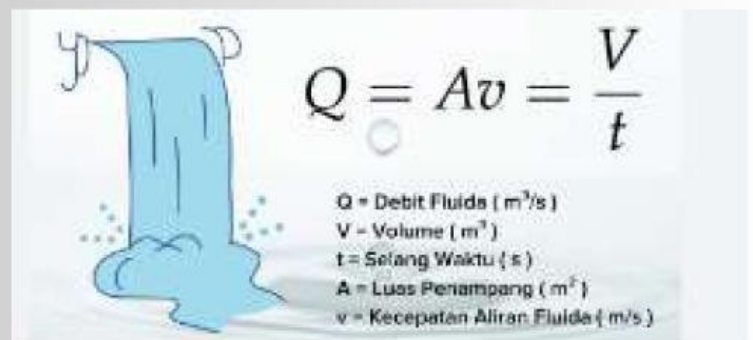 Q = Av = V/t
Q = Debit Fluida ( m³/s )
V = Volume ( m³ )
t = Selang Waktu ( s )
A = Luas Penampang ( m² )
v = Kecepatan Aliran Fluida ( m/s )